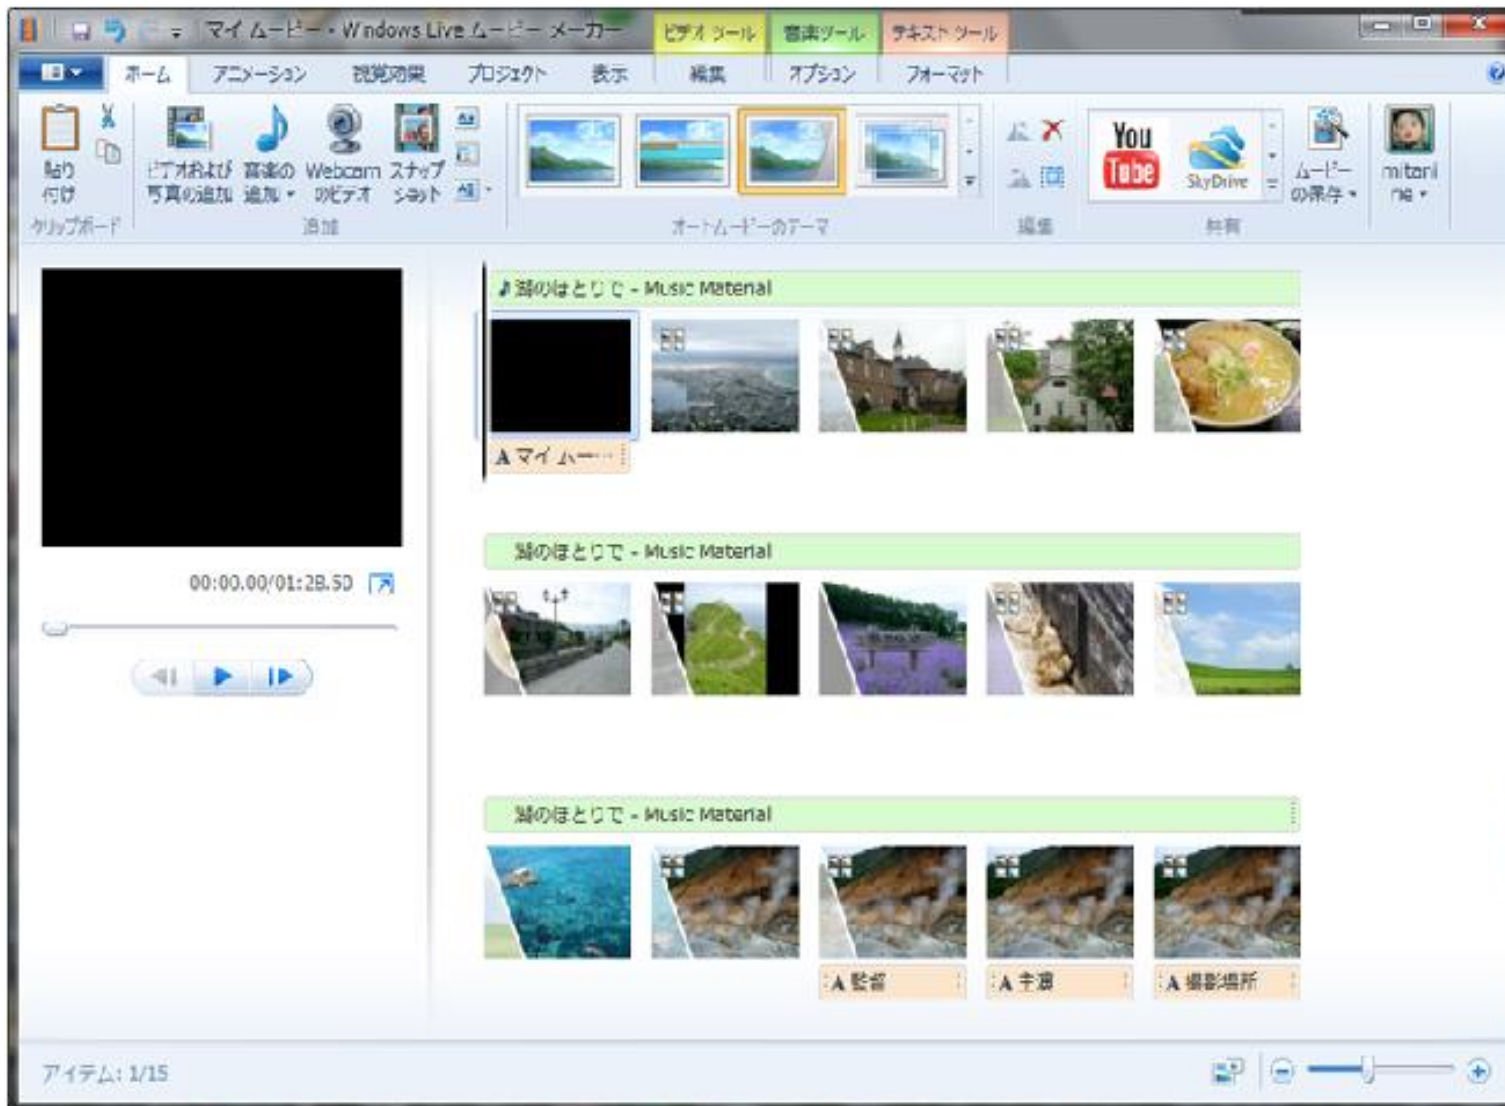 マイ ムービー - Windows Live ムービー メーカー
ビデオ ツール
音楽ツール
テキスト ツール
ホーム
アニメーション
視覚効果
プロジェクト
表示
編集
オプション
フォーマット
貼り
付け
ビデオおよび
写真の追加
音楽の
追加
Webcam
のビデオ
スナップ
ショット
You
Tube
SkyDrive
ムービー
の保存
クリップボード
追加
オートムービーのテーマ
編集
共有
湖のほとりで - Music Material
A マイ ムー…
湖のほとりで - Music Material
00:00.00/01:28.50
湖のほとりで - Music Material
A 監督
A 主演
A 撮影場所
アイテム: 1/15